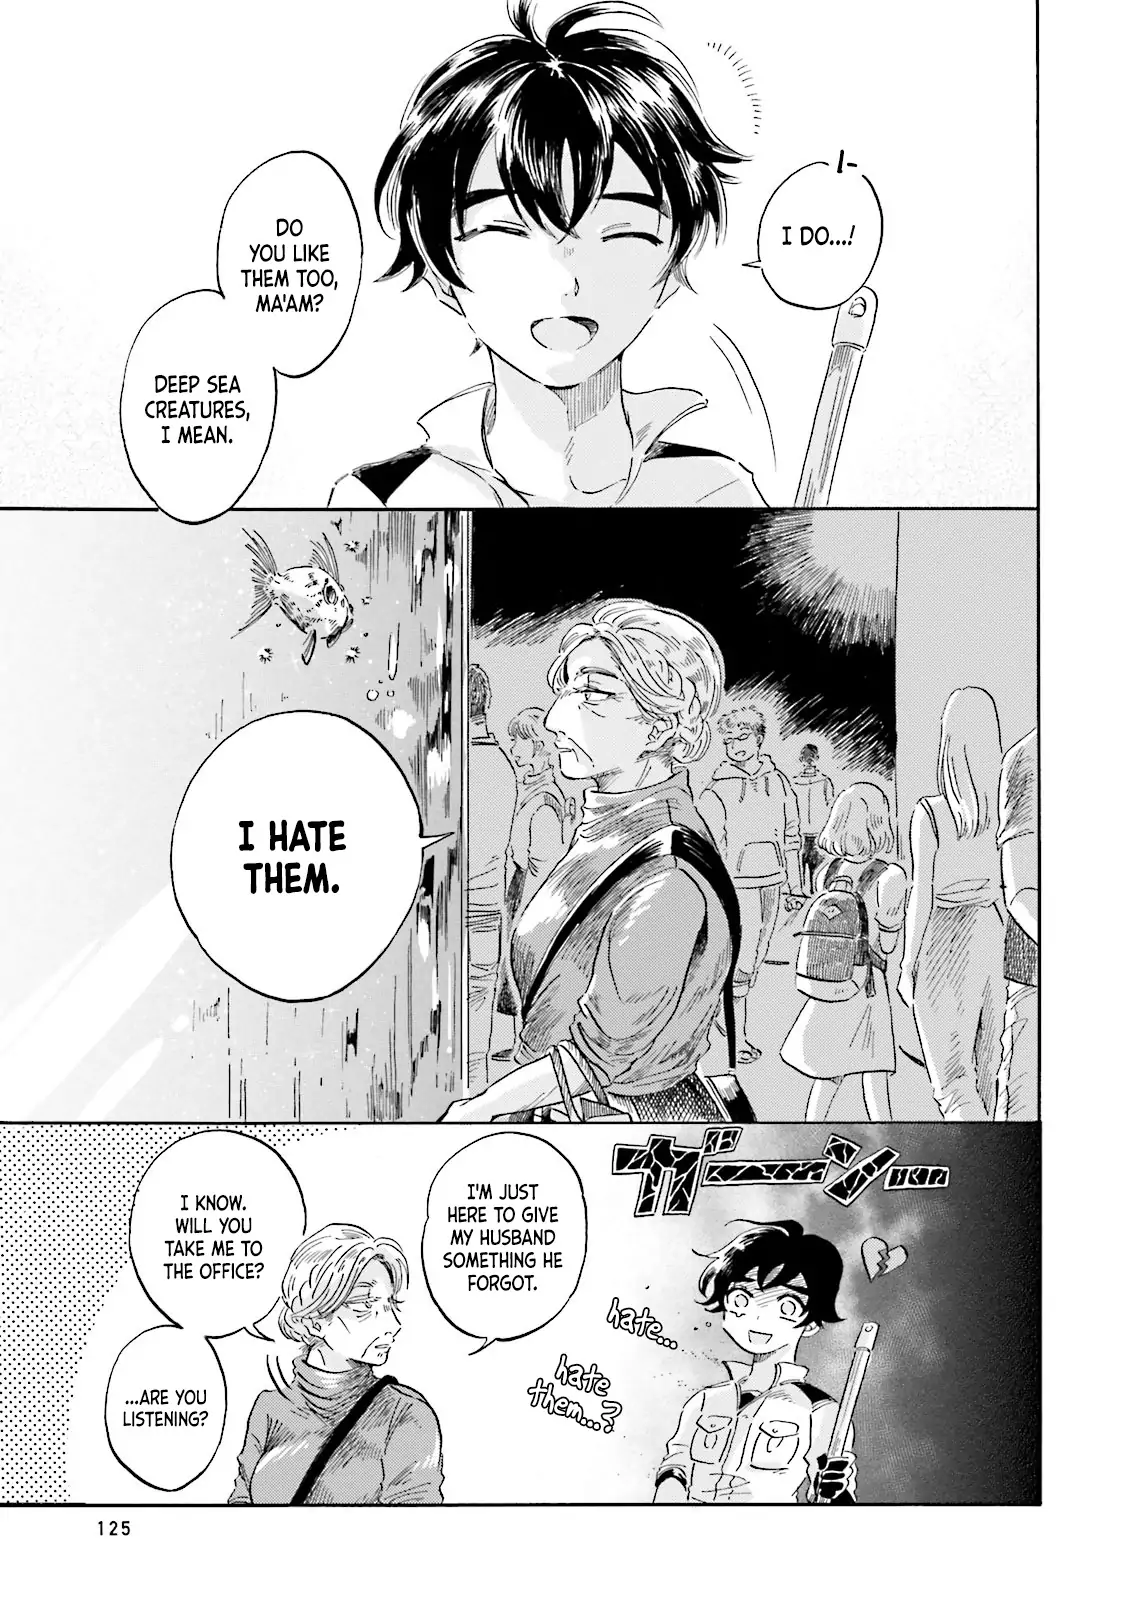 I-
I DO...!
DO
YOU LIKE
THEM TOO,
MA'AM?
DEEP SEA
CREATURES,
I MEAN.
I HATE
THEM.
ガーン
hate...
hate
them...?
I'M JUST
HERE TO GIVE
MY HUSBAND
SOMETHING HE
FORGOT.
I KNOW.
WILL YOU
TAKE ME TO
THE OFFICE?
...ARE YOU
LISTENING?
125